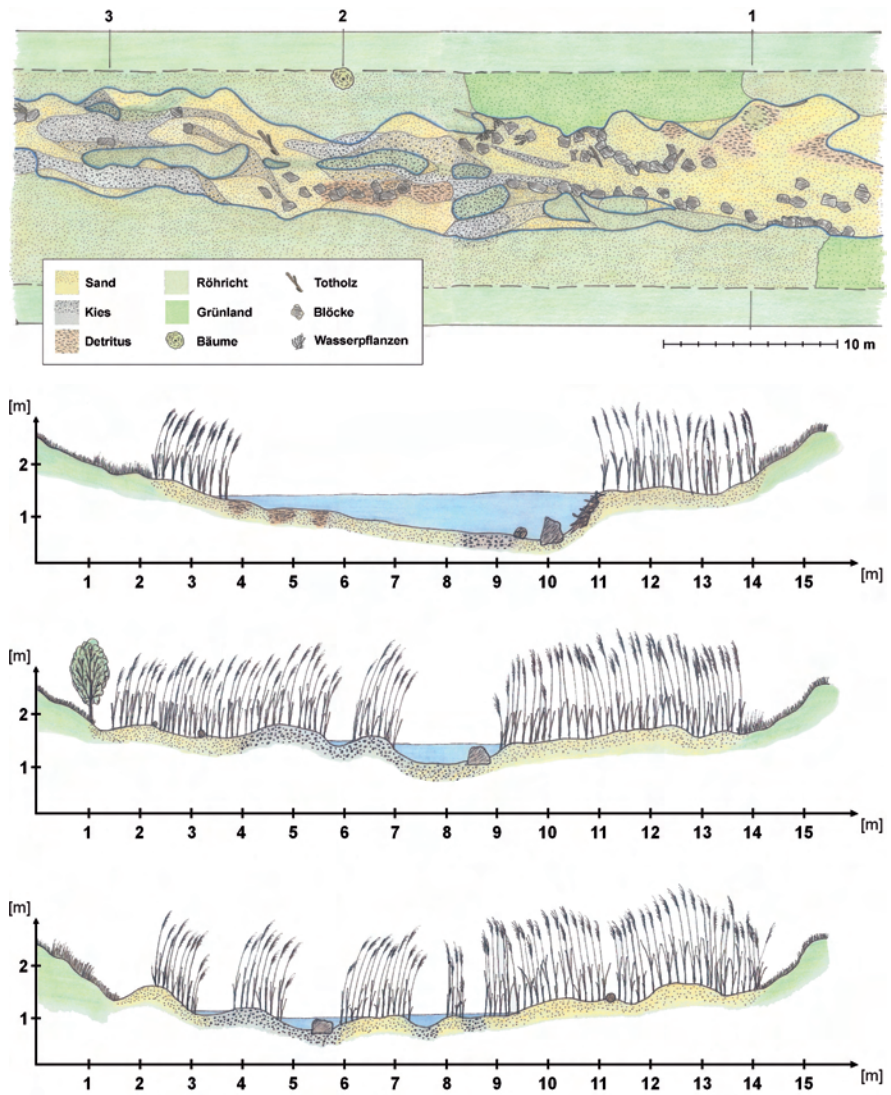 3 2 1
Sand Röhricht Totholz
Kies Grünland Blöcke
Detritus Bäume Wasserpflanzen
10 m
[m]
2
1
1 2 3 4 5 6 7 8 9 10 11 12 13 14 15 [m]
[m]
2
1
1 2 3 4 5 6 7 8 9 10 11 12 13 14 15 [m]
[m]
2
1
1 2 3 4 5 6 7 8 9 10 11 12 13 14 15 [m]